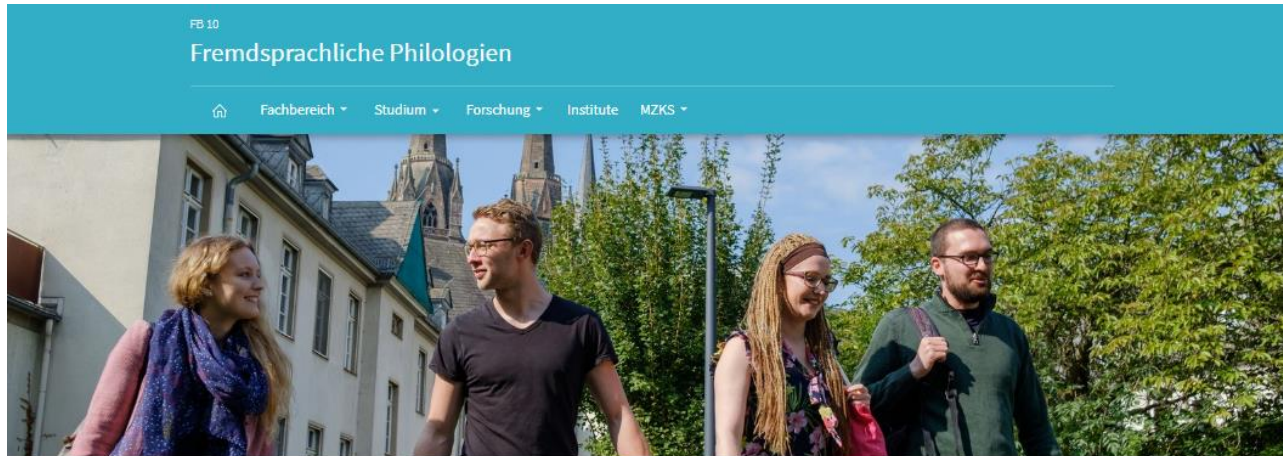 FB 10
Fremdsprachliche Philologien
Fachbereich Studium Forschung Institute MZKS